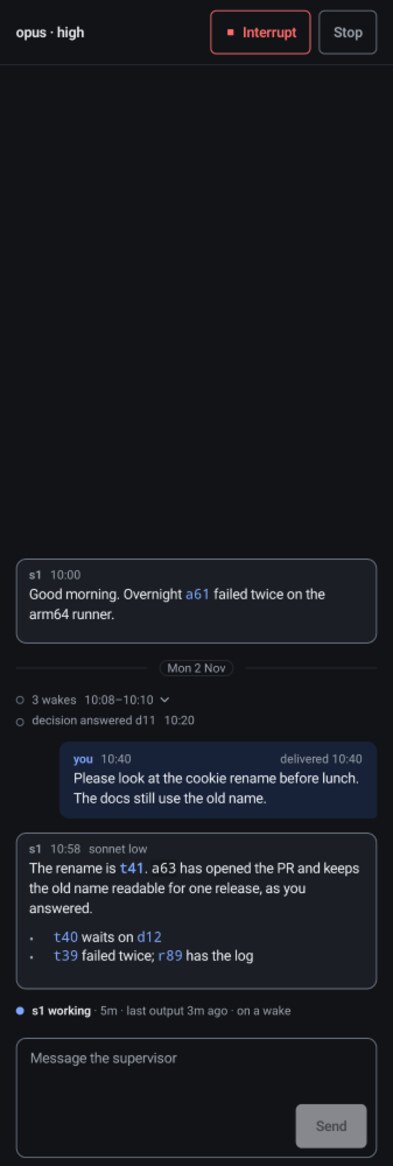 opus · high
Interrupt
Stop
s1 10:00
Good morning. Overnight a61 failed twice on the
arm64 runner.
Mon 2 Nov
3 wakes 10:08–10:10
decision answered d11 10:20
you 10:40 delivered 10:40
Please look at the cookie rename before lunch.
The docs still use the old name.
s1 10:58 sonnet low
The rename is t41. a63 has opened the PR and keeps
the old name readable for one release, as you
answered.
• t40 waits on d12
• t39 failed twice; r89 has the log
s1 working · 5m · last output 3m ago · on a wake
Message the supervisor
Send